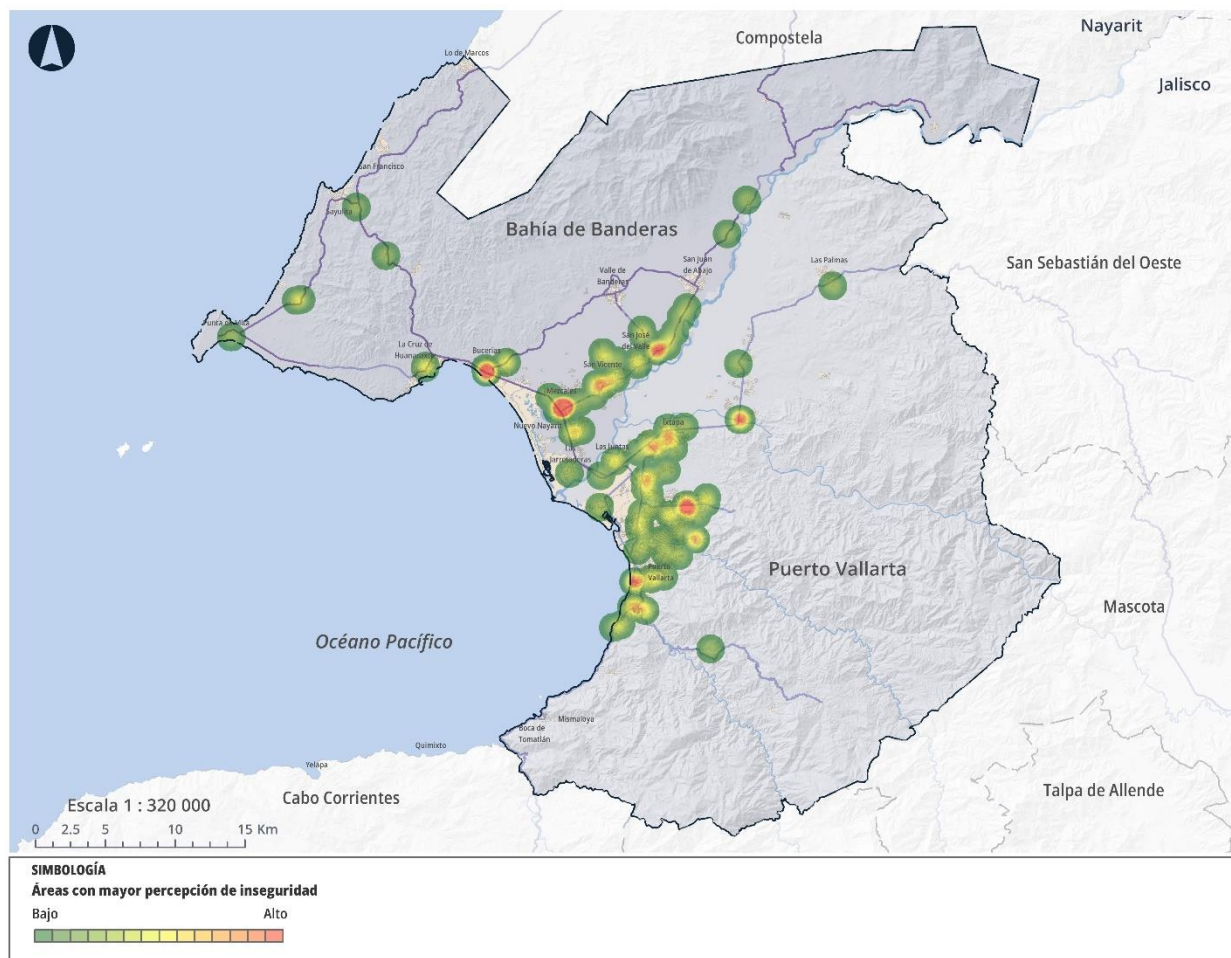 Nayarit
Compostela
Lo de Marcos
Jalisco
San Francisco
Sayulita
Bahía de Banderas
San Juan
de Abajo
Valle de
Banderas
Las Palmas
San Sebastián del Oeste
Punta de Mita
San José
del Valle
La Cruz de
Huanacaxtle
Bucerías
San Vicente
Mezcales
Nuevo Nayarit
Ixtapa
Las Juntas
Jarretaderas
Puerto
Vallarta
Puerto Vallarta
Mascota
Océano Pacífico
Mismaloya
Boca de
Tomatlán
Quimixto
Yelapa
Cabo Corrientes
Talpa de Allende
Escala 1 : 320 000
0 2.5 5 10 15 Km
SIMBOLOGÍA
Áreas con mayor percepción de inseguridad
Bajo Alto